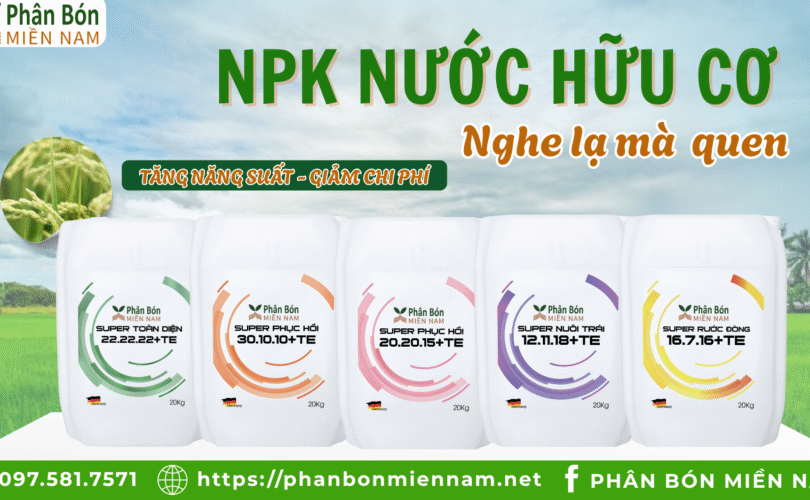 Phân Bón
MIỀN NAM
NPK NƯỚC HỮU CƠ
Nghe lạ mà quen
TĂNG NĂNG SUẤT - GIẢM CHI PHÍ
Phân Bón
MIỀN NAM
SUPER TOÀN DIỆN
22.22.22+TE
20Kg
Phân Bón
MIỀN NAM
SUPER PHỤC HỒI
30.10.10+TE
20Kg
Phân Bón
MIỀN NAM
SUPER PHỤC HỒI
20.20.15+TE
20Kg
Phân Bón
MIỀN NAM
SUPER NUÔI TRÁI
12.11.18+TE
20Kg
Phân Bón
MIỀN NAM
SUPER RƯỚC ĐÒNG
16.7.16+TE
20Kg
097.581.7571
https://phanbonmiennam.net
PHÂN BÓN MIỀN N